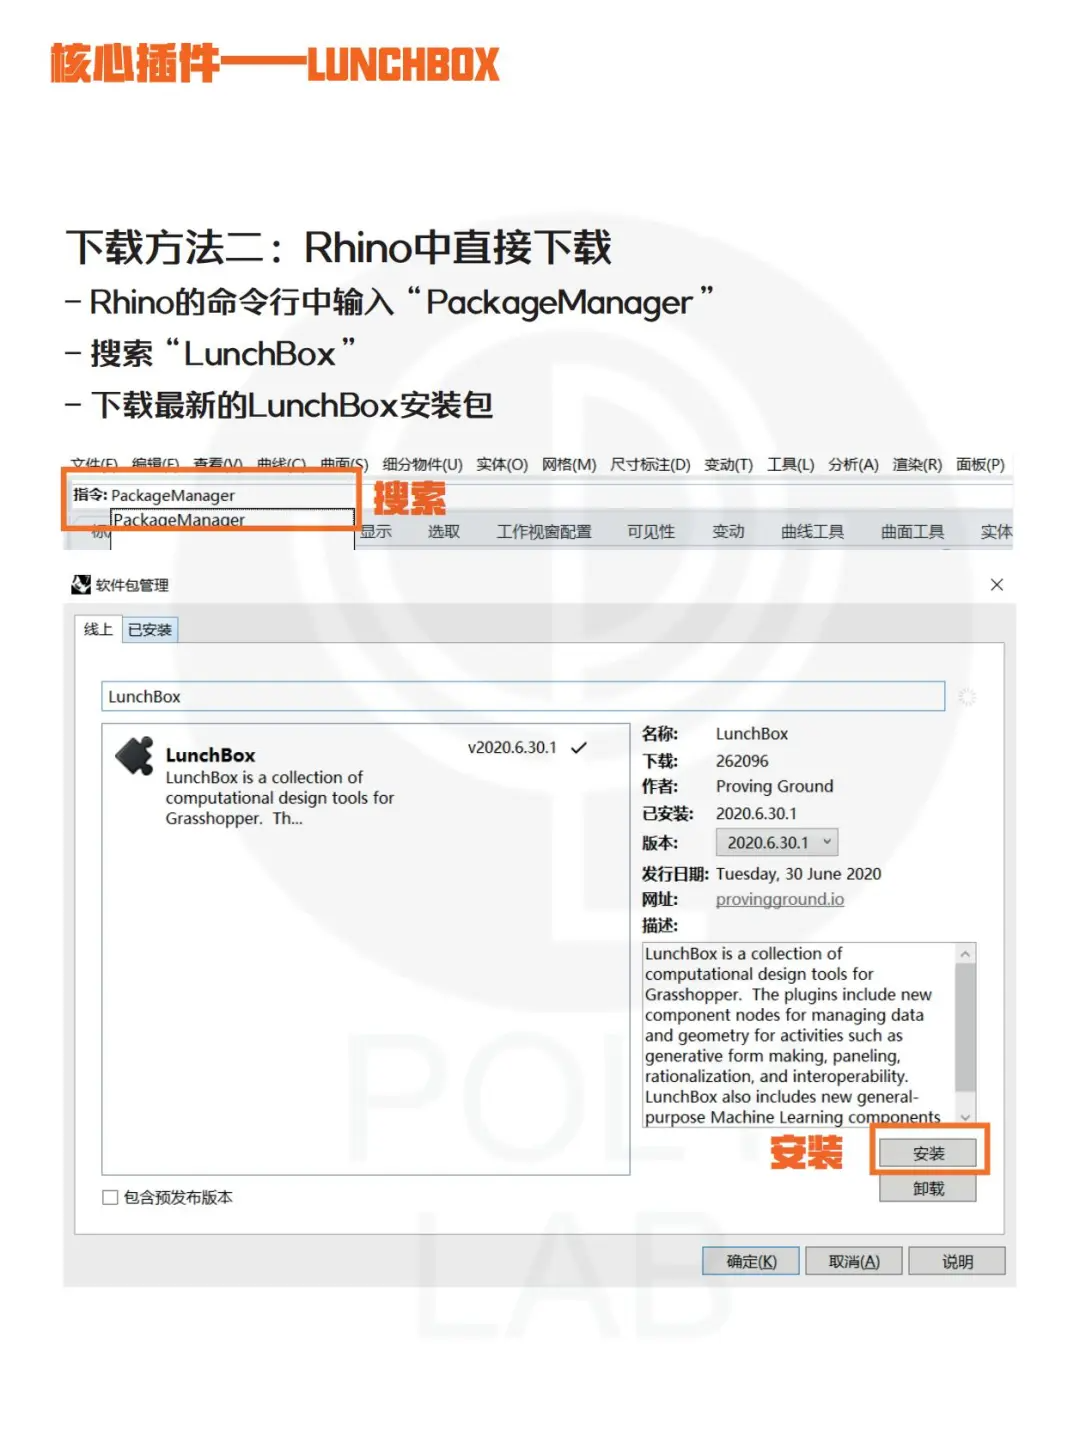 核心插件——LUNCHBOX
下载方法二：Rhino中直接下载
- Rhino的命令行中输入“PackageManager”
- 搜索“LunchBox”
- 下载最新的LunchBox安装包
文件(F) 编辑(E) 查看(V) 曲线(C) 曲面(S) 细分物件(U) 实体(O) 网格(M) 尺寸标注(D) 变动(T) 工具(L) 分析(A) 渲染(R) 面板(P)
指令: PackageManager
搜索
PackageManager
显示 选取 工作视窗配置 可见性 变动 曲线工具 曲面工具 实体
软件包管理
线上 已安装
LunchBox
LunchBox v2020.6.30.1
LunchBox is a collection of
computational design tools for
Grasshopper. Th...
名称: LunchBox
下载: 262096
作者: Proving Ground
已安装: 2020.6.30.1
版本: 2020.6.30.1
发行日期: Tuesday, 30 June 2020
网址: provingground.io
描述:
LunchBox is a collection of
computational design tools for
Grasshopper. The plugins include new
component nodes for managing data
and geometry for activities such as
generative form making, paneling,
rationalization, and interoperability.
LunchBox also includes new general-
purpose Machine Learning components
安装
安装
卸载
包含预发布版本
确定(K) 取消(A) 说明
POLY
LAB